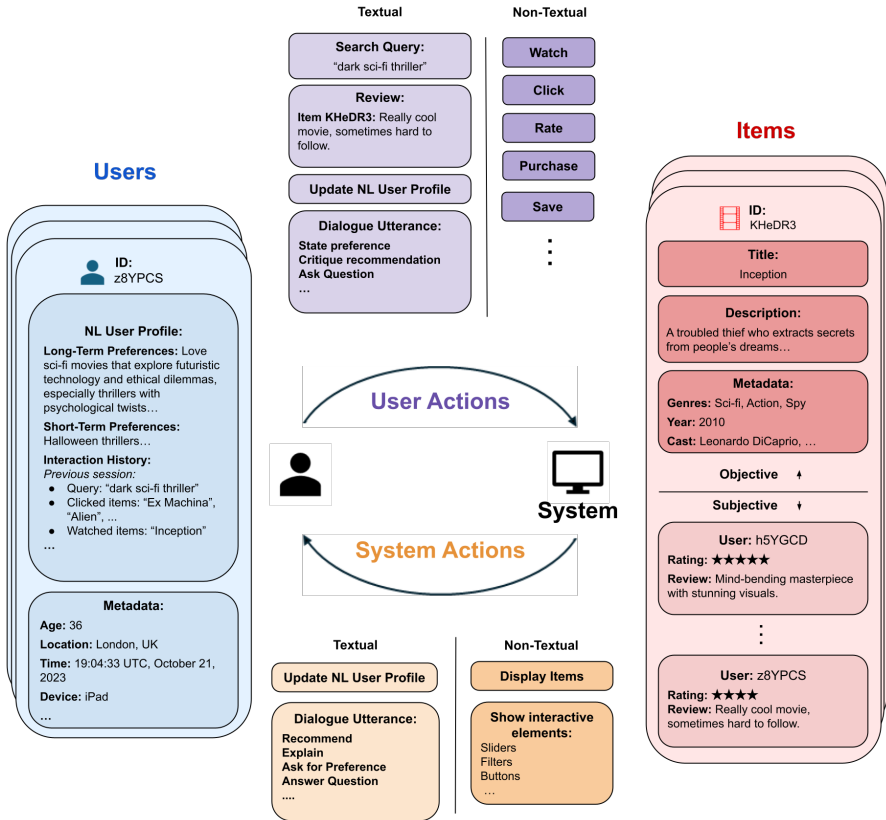 Textual
Non-Textual
Search Query:
“dark sci-fi thriller”
Review:
Item KHeDR3: Really cool
movie, sometimes hard to
follow.
Update NL User Profile
Dialogue Utterance:
State preference
Critique recommendation
Ask Question
…
Watch
Click
Rate
Purchase
Save
⋮
Users
ID:
z8YPCS
NL User Profile:
Long-Term Preferences: Love
sci-fi movies that explore futuristic
technology and ethical dilemmas,
especially thrillers with
psychological twists…
Short-Term Preferences:
Halloween thrillers…
Interaction History:
Previous session:
● Query: “dark sci-fi thriller”
● Clicked items: “Ex Machina”,
“Alien”, ...
● Watched items: “Inception”
…
Metadata:
Age: 36
Location: London, UK
Time: 19:04:33 UTC, October 21,
2023
Device: iPad
…
User Actions
System
System Actions
Textual
Non-Textual
Update NL User Profile
Dialogue Utterance:
Recommend
Explain
Ask for Preference
Answer Question
....
Display Items
Show interactive
elements:
Sliders
Filters
Buttons
…
Items
ID:
KHeDR3
Title:
Inception
Description:
A troubled thief who extracts secrets
from people’s dreams…
Metadata:
Genres: Sci-fi, Action, Spy
Year: 2010
Cast: Leonardo DiCaprio, …
Objective
Subjective
User: h5YGCD
Rating: ★★★★★
Review: Mind-bending masterpiece
with stunning visuals.
⋮
User: z8YPCS
Rating: ★★★★
Review: Really cool movie,
sometimes hard to follow.